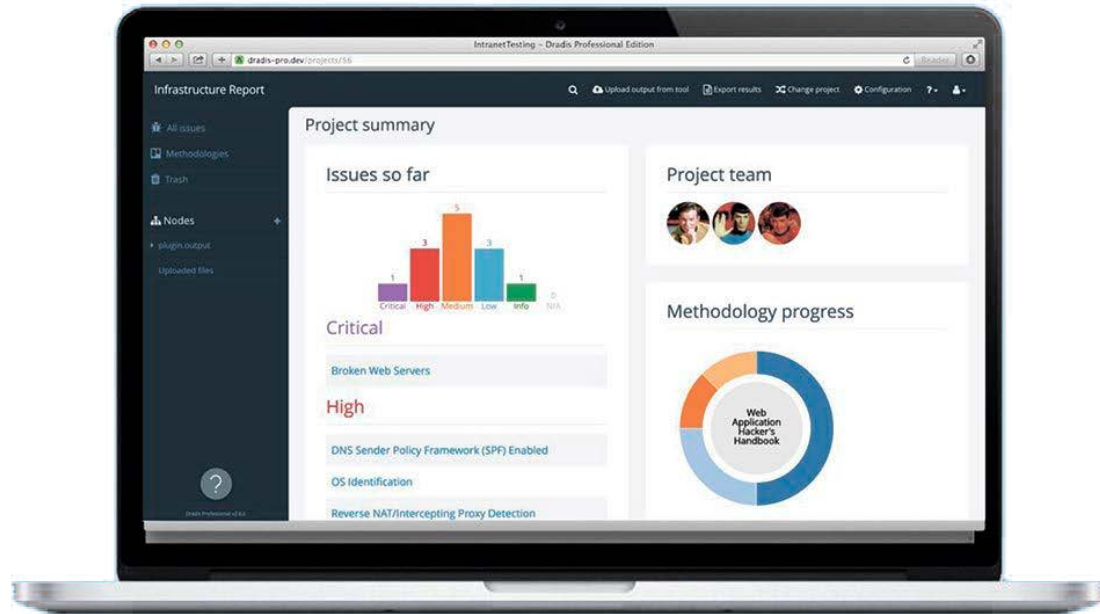 IntranetTesting – Dradis Professional Edition
dradis-pro.dev/projects/56
Reader
Infrastructure Report
Upload output from tool
Export results
Change project
Configuration
?
All issues
Methodologies
Trash
Nodes
+
plugin.output
Uploaded files
?
Dradis Professional
Project summary
Issues so far
5
3
3
1
1
0
Critical
High
Medium
Low
Info
N/A
Critical
Broken Web Servers
High
DNS Sender Policy Framework (SPF) Enabled
OS Identification
Reverse NAT/Intercepting Proxy Detection
Project team
Methodology progress
Web
Application
Hacker's
Handbook